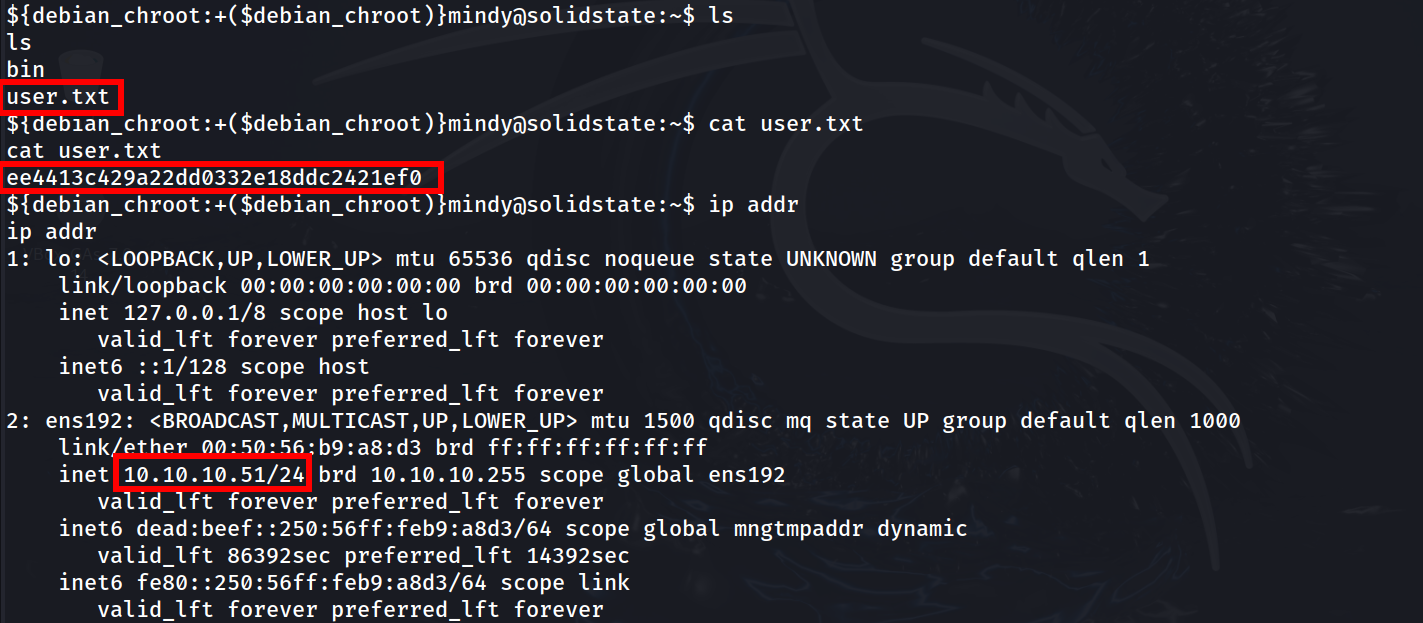 ${debian_chroot:+($debian_chroot)}mindy@solidstate:~$ ls
ls
bin
user.txt
${debian_chroot:+($debian_chroot)}mindy@solidstate:~$ cat user.txt
cat user.txt
ee4413c429a22dd0332e18ddc2421ef0
${debian_chroot:+($debian_chroot)}mindy@solidstate:~$ ip addr
ip addr
1: lo: <LOOPBACK,UP,LOWER_UP> mtu 65536 qdisc noqueue state UNKNOWN group default qlen 1
    link/loopback 00:00:00:00:00:00 brd 00:00:00:00:00:00
    inet 127.0.0.1/8 scope host lo
       valid_lft forever preferred_lft forever
    inet6 ::1/128 scope host
       valid_lft forever preferred_lft forever
2: ens192: <BROADCAST,MULTICAST,UP,LOWER_UP> mtu 1500 qdisc mq state UP group default qlen 1000
    link/ether 00:50:56:b9:a8:d3 brd ff:ff:ff:ff:ff:ff
    inet 10.10.10.51/24 brd 10.10.10.255 scope global ens192
       valid_lft forever preferred_lft forever
    inet6 dead:beef::250:56ff:feb9:a8d3/64 scope global mngtmpaddr dynamic
       valid_lft 86392sec preferred_lft 14392sec
    inet6 fe80::250:56ff:feb9:a8d3/64 scope link
       valid_lft forever preferred_lft forever